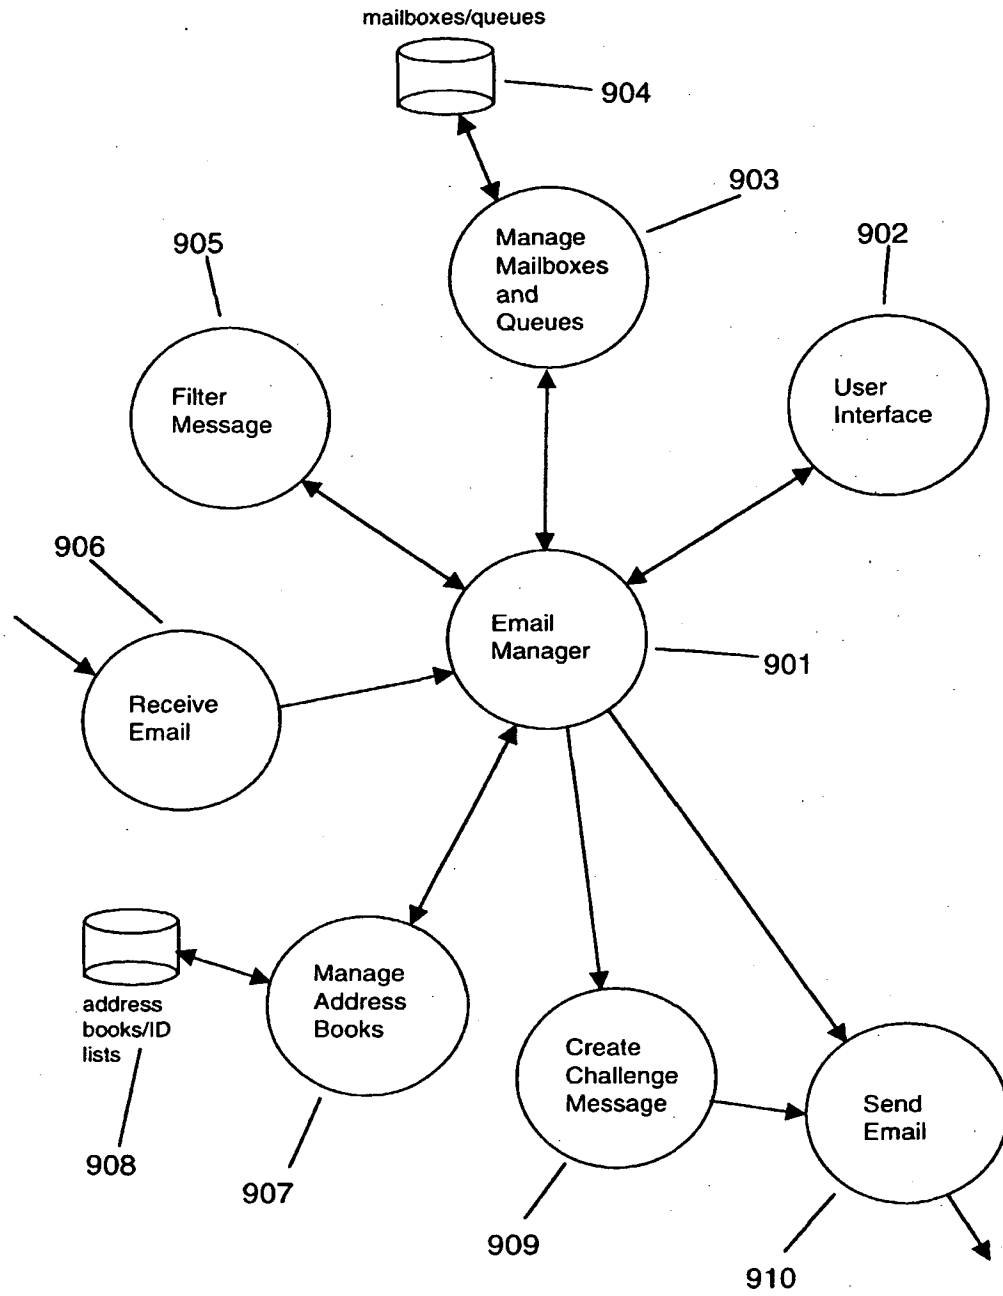 mailboxes/queues
904
903
Manage
Mailboxes
and
Queues
905
902
Filter
Message
User
Interface
906
Email
Manager
901
Receive
Email
address
books/ID
lists
908
Manage
Address
Books
907
Create
Challenge
Message
909
Send
Email
910